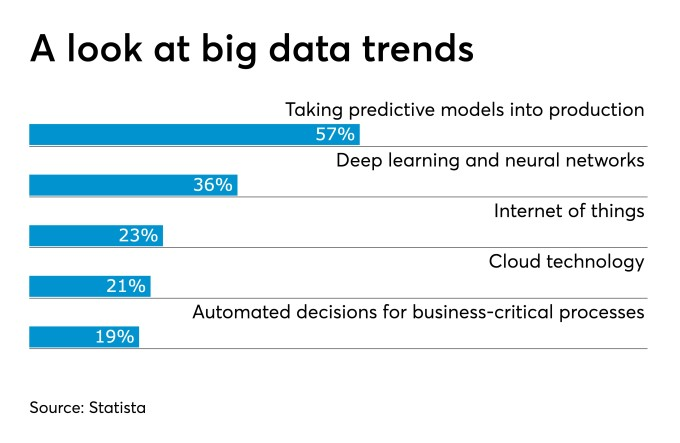 A look at big data trends
Taking predictive models into production
57%
Deep learning and neural networks
36%
Internet of things
23%
Cloud technology
21%
Automated decisions for business-critical processes
19%
Source: Statista